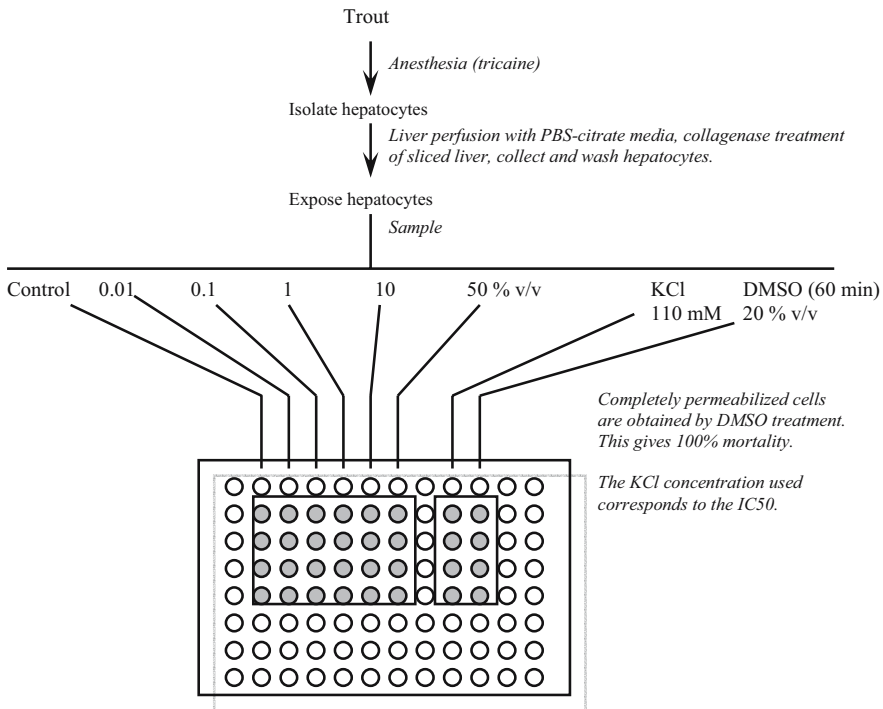 Trout
Anesthesia (tricaine)
Isolate hepatocytes
Liver perfusion with PBS-citrate media, collagenase treatment
of sliced liver, collect and wash hepatocytes.
Expose hepatocytes
Sample
Control 0.01 0.1 1 10 50 % v/v KCl DMSO (60 min)
110 mM 20 % v/v
Completely permeabilized cells
are obtained by DMSO treatment.
This gives 100% mortality.
The KCl concentration used
corresponds to the IC50.